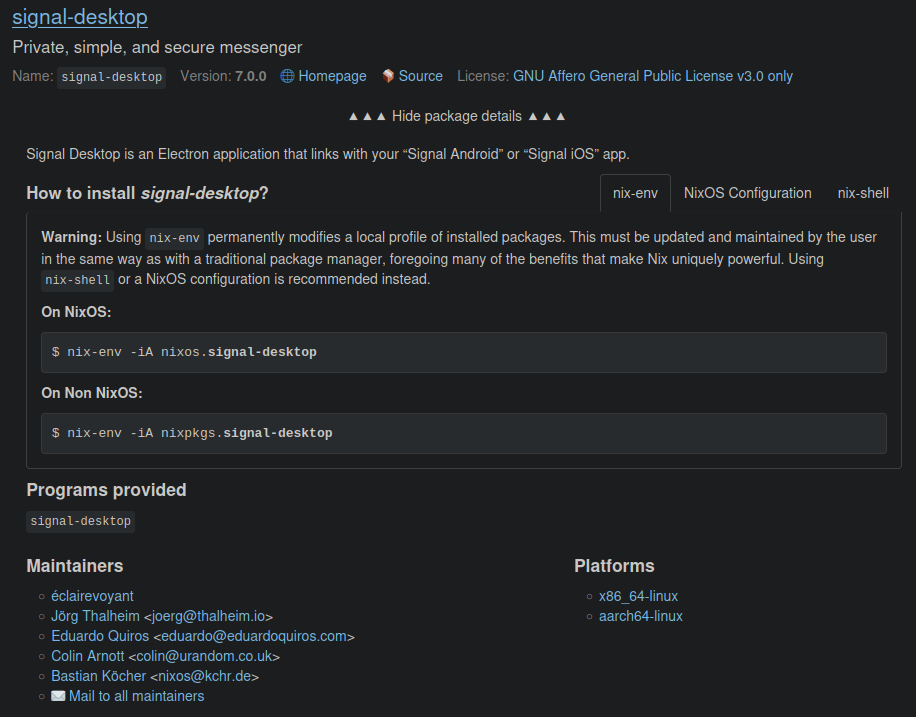 signal-desktop
Private, simple, and secure messenger
Name: signal-desktop Version: 7.0.0 🌐 Homepage 📦 Source License: GNU Affero General Public License v3.0 only
▲▲▲ Hide package details ▲▲▲
Signal Desktop is an Electron application that links with your “Signal Android” or “Signal iOS” app.
How to install signal-desktop?
nix-env NixOS Configuration nix-shell
Warning: Using nix-env permanently modifies a local profile of installed packages. This must be updated and maintained by the user
in the same way as with a traditional package manager, foregoing many of the benefits that make Nix uniquely powerful. Using
nix-shell or a NixOS configuration is recommended instead.
On NixOS:
$ nix-env -iA nixos.signal-desktop
On Non NixOS:
$ nix-env -iA nixpkgs.signal-desktop
Programs provided
signal-desktop
Maintainers
éclairevoyant
Jörg Thalheim <joerg@thalheim.io>
Eduardo Quiros <eduardo@eduardoquiros.com>
Colin Arnott <colin@urandom.co.uk>
Bastian Köcher <nixos@kchr.de>
✉️ Mail to all maintainers
Platforms
x86_64-linux
aarch64-linux